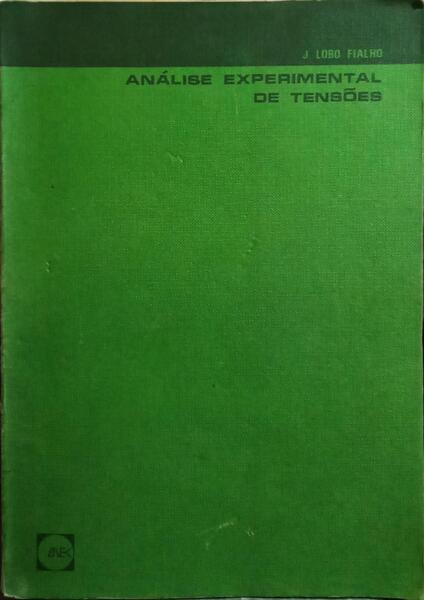 J LOBO FIALHO
ANÁLISE EXPERIMENTAL
DE TENSÕES